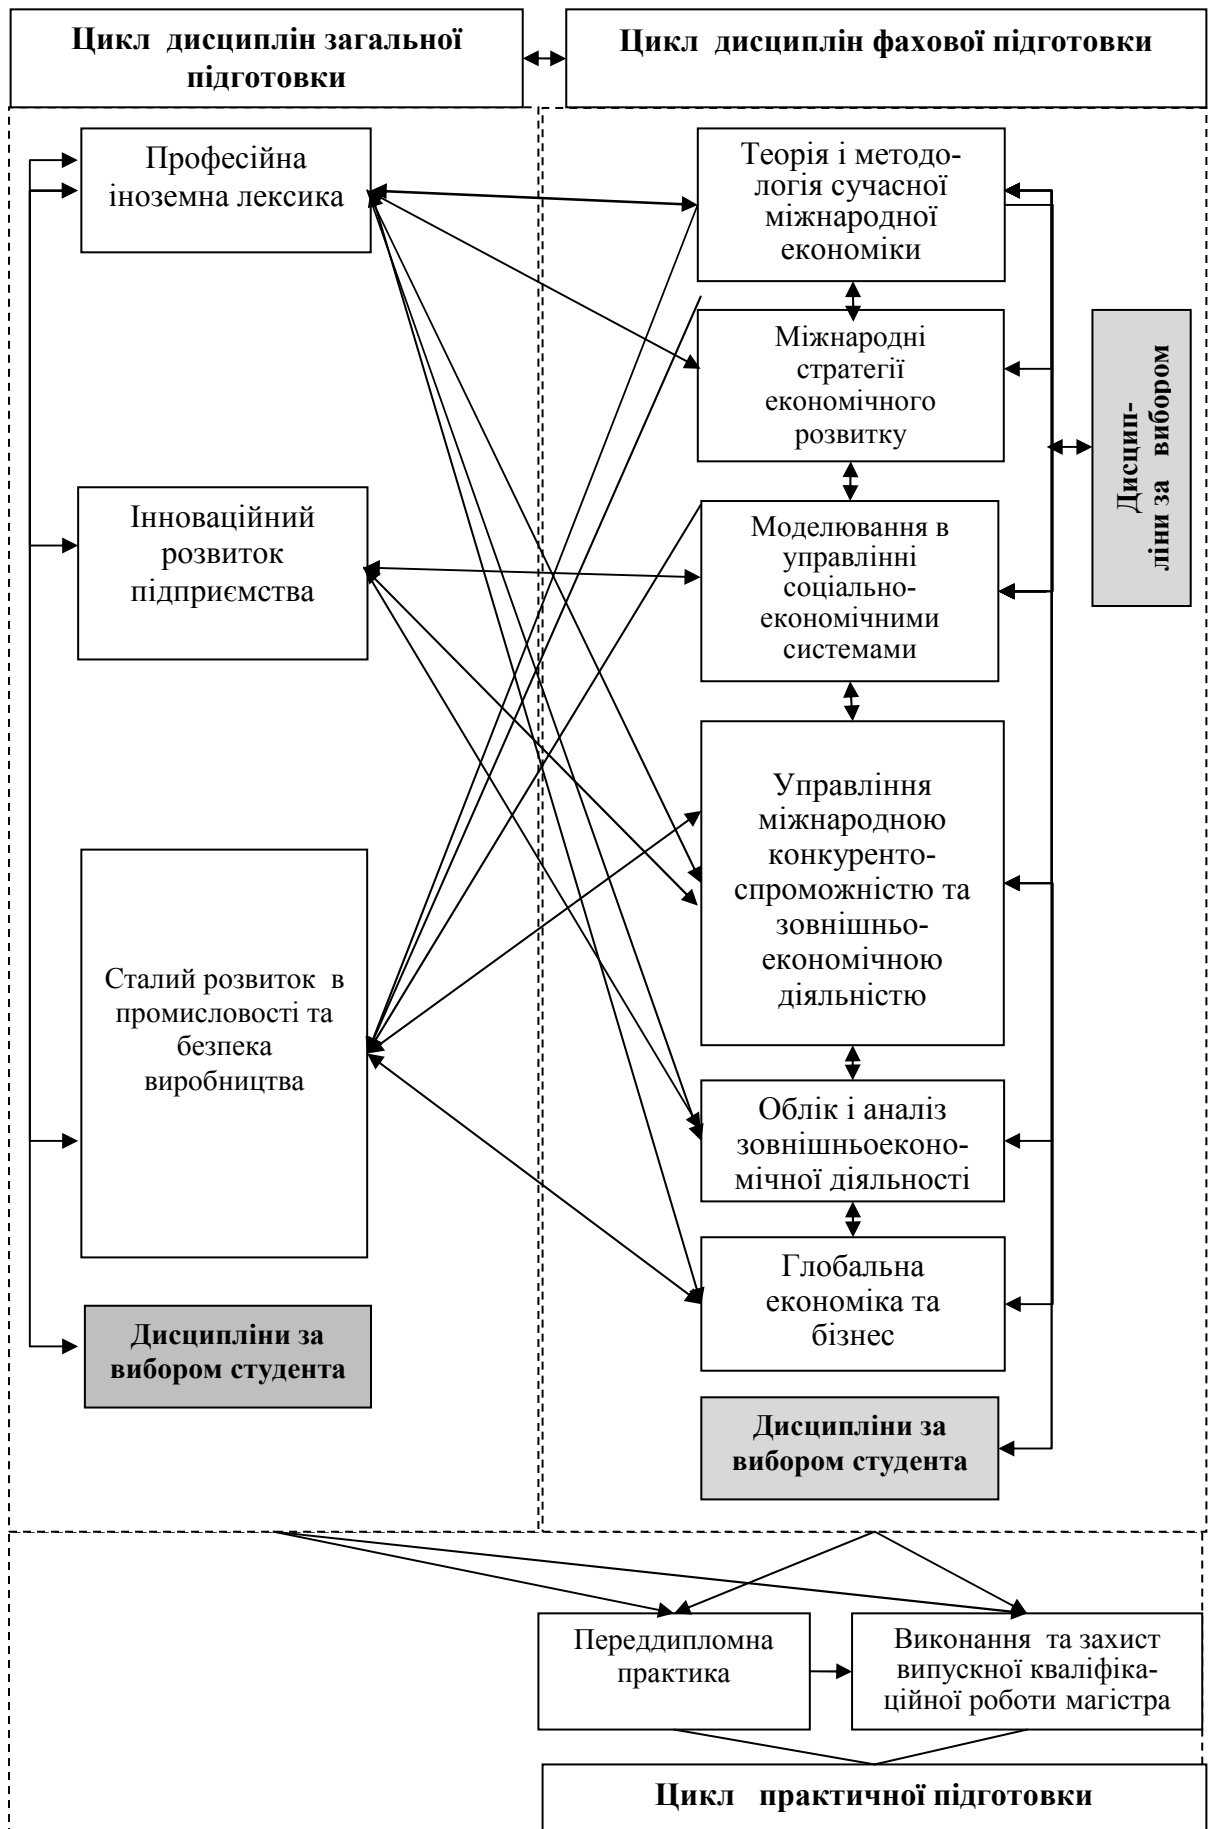 Цикл дисциплін загальної
підготовки
Цикл дисциплін фахової підготовки
Професійна
іноземна лексика
Інноваційний
розвиток
підприємства
Сталий розвиток в
промисловості та
безпека
виробництва
Дисципліни за
вибором студента
Теорія і методо-
логія сучасної
міжнародної
економіки
Міжнародні
стратегії
економічного
розвитку
Моделювання в
управлінні
соціально-
економічними
системами
Управління
міжнародною
конкуренто-
спроможністю та
зовнішньо-
економічною
діяльністю
Облік і аналіз
зовнішньоеконо-
мічної діяльності
Глобальна
економіка та
бізнес
Дисципліни за
вибором студента
Дисцип-
ліни за вибором
Переддипломна
практика
Виконання та захист
випускної кваліфіка-
ційної роботи магістра
Цикл практичної підготовки